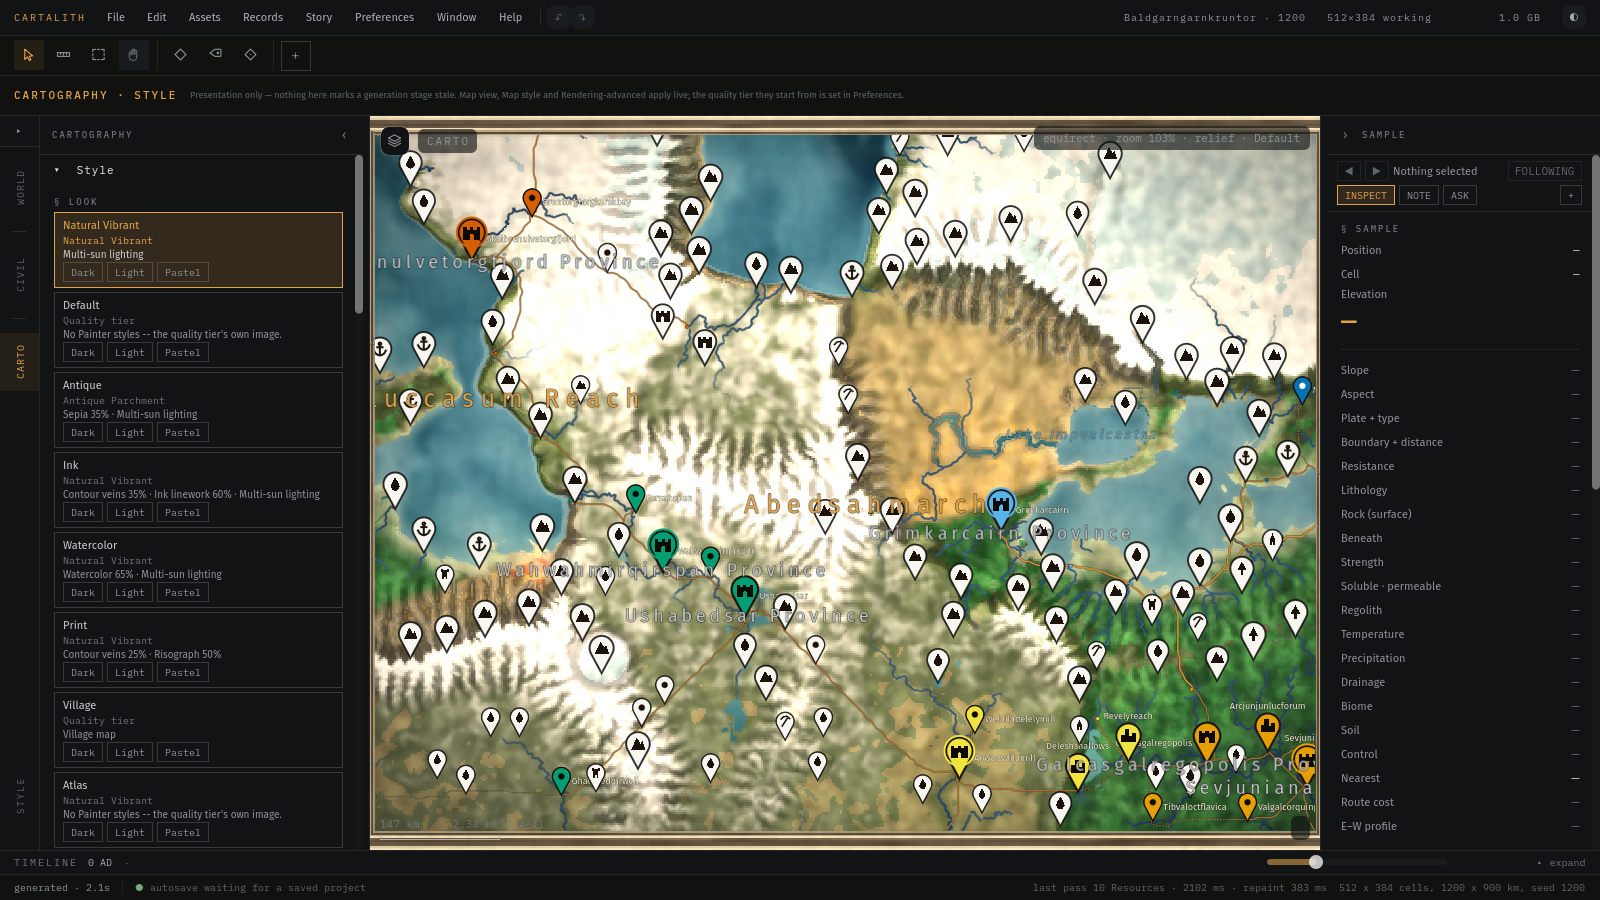 CARTALITH File Edit Assets Records Story Preferences Window Help Baldgarngarnkruntor · 1200 512×384 working 1.0 GB
CARTOGRAPHY · STYLE Presentation only — nothing here marks a generation stage stale. Map view, Map style and Rendering-advanced apply live; the quality tier they start from is set in Preferences.
CARTOGRAPHY
WORLD
CIVIL
CARTO
STYLE
Style
§ LOOK
Natural Vibrant
Natural Vibrant
Multi-sun lighting
Dark Light Pastel
Default
Quality tier
No Painter styles -- the quality tier's own image.
Dark Light Pastel
Antique
Antique Parchment
Sepia 35% · Multi-sun lighting
Dark Light Pastel
Ink
Natural Vibrant
Contour veins 35% · Ink linework 60% · Multi-sun lighting
Dark Light Pastel
Watercolor
Natural Vibrant
Watercolor 65% · Multi-sun lighting
Dark Light Pastel
Print
Natural Vibrant
Contour veins 25% · Risograph 50%
Dark Light Pastel
Village
Quality tier
Village map
Dark Light Pastel
Atlas
Natural Vibrant
No Painter styles -- the quality tier's own image.
Dark Light Pastel
CARTO
equirect · zoom 103% · relief · Default
nulvetorgfjord Province
uccasum Reach
Lake Impvalcastra
Abedsahmarch
Grimkarcairn
Grimkarcairn Province
Wahwahmirqirspan Province
Ushabedsar Province
Revelyreach
Arcjunjunlucforum
Deleshallows
Sevjuni
Galgasgalregopolis Pro
Sevjuniana
Tibvaloctflavica
Valgalcorquin
SAMPLE
Nothing selected FOLLOWING
INSPECT NOTE ASK +
§ SAMPLE
Position —
Cell —
Elevation
—
Slope —
Aspect —
Plate + type —
Boundary + distance —
Resistance —
Lithology —
Rock (surface) —
Beneath —
Strength —
Soluble · permeable —
Regolith —
Temperature —
Precipitation —
Drainage —
Biome —
Soil —
Control —
Nearest —
Route cost —
E–W profile —
TIMELINE 0 AD · expand
generated · 2.1s autosave waiting for a saved project last pass 10 Resources · 2102 ms · repaint 383 ms 512 x 384 cells, 1200 x 900 km, seed 1200